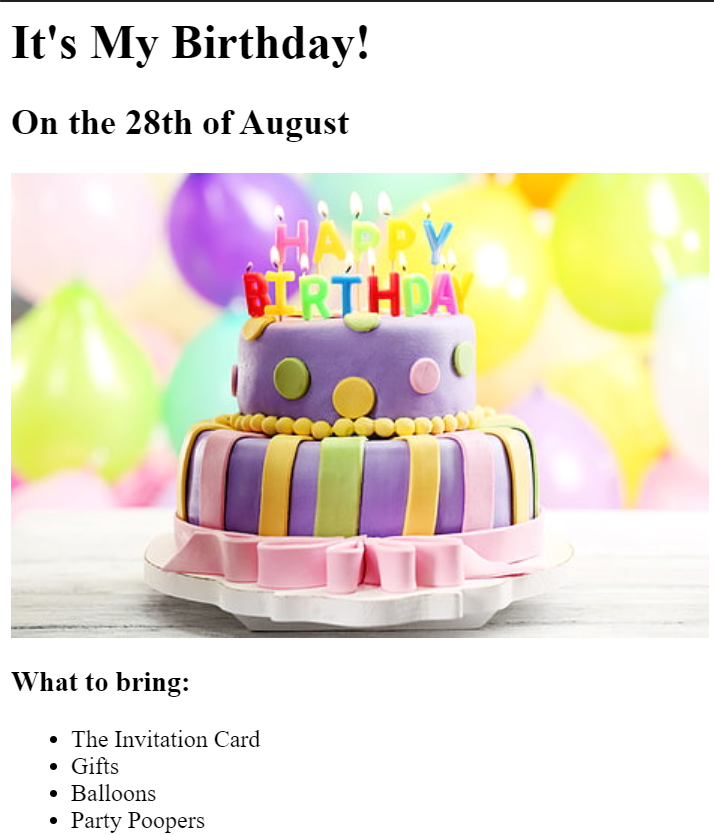 It's My Birthday!
On the 28th of August
HAPPY
BIRTHDAY
What to bring:
The Invitation Card
Gifts
Balloons
Party Poopers